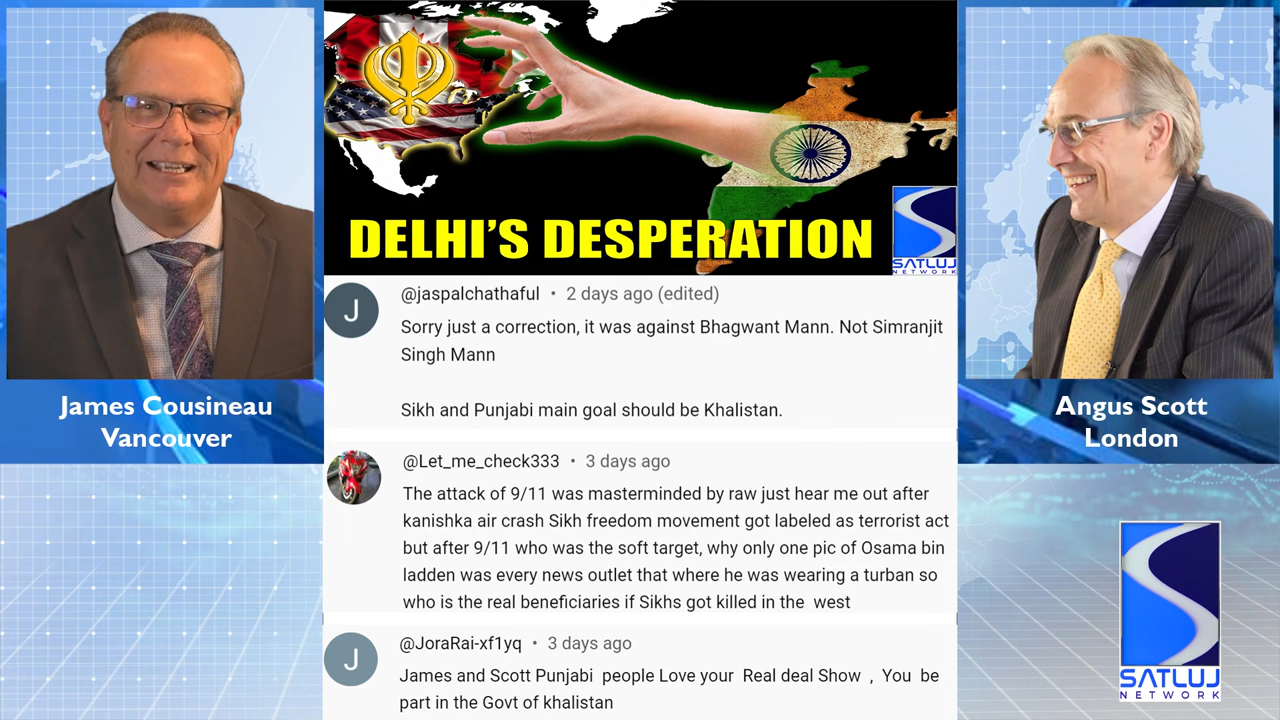 DELHI'S DESPERATION
SATLUJ
NETWORK
J
@jaspalchathaful • 2 days ago (edited)
Sorry just a correction, it was against Bhagwant Mann. Not Simranjit
Singh Mann
Sikh and Punjabi main goal should be Khalistan.
@Let_me_check333 • 3 days ago
The attack of 9/11 was masterminded by raw just hear me out after
kanishka air crash Sikh freedom movement got labeled as terrorist act
but after 9/11 who was the soft target, why only one pic of Osama bin
ladden was every news outlet that where he was wearing a turban so
who is the real beneficiaries if Sikhs got killed in the west
J
@JoraRai-xf1yq • 3 days ago
James and Scott Punjabi people Love your Real deal Show , You be
part in the Govt of khalistan
James Cousineau
Vancouver
Angus Scott
London
SATLUJ
NETWORK